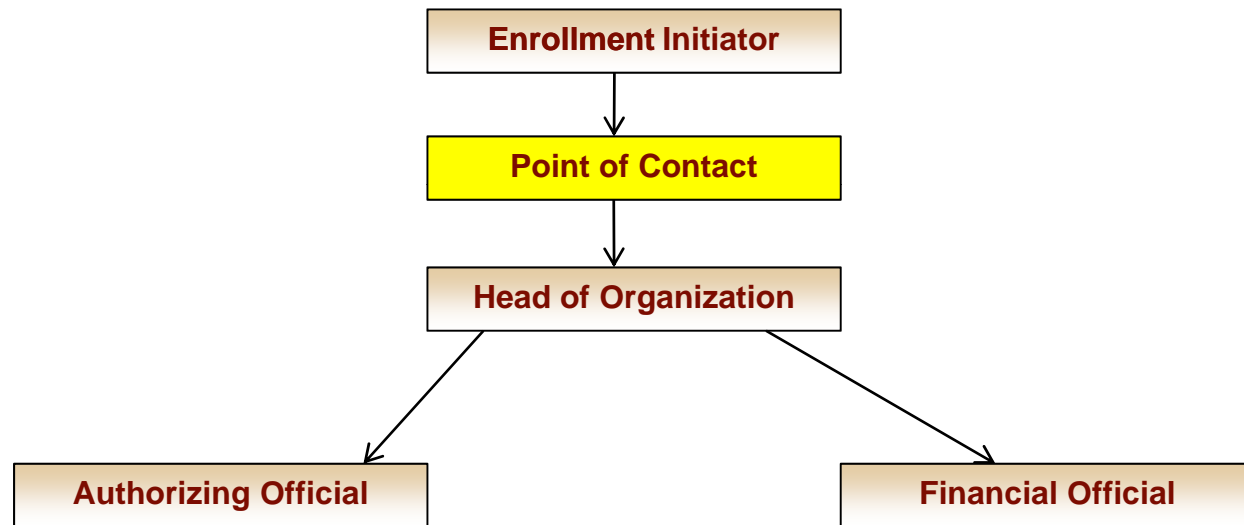 Enrollment Initiator
Point of Contact
Head of Organization
Authorizing Official
Financial Official